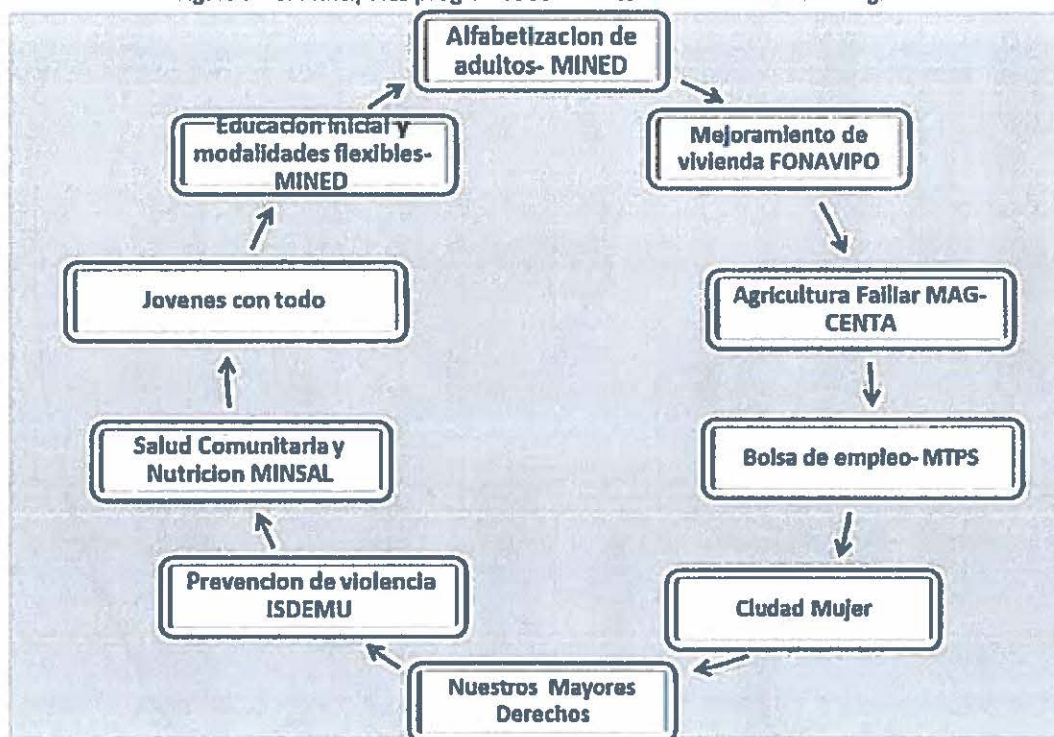 Alfabetizacion de
adultos- MINED
Mejoramiento de
vivienda FONAVIPO
Agricultura Failiar MAG-
CENTA
Bolsa de empleo- MTPS
Ciudad Mujer
Nuestros Mayores
Derechos
Prevencion de violencia
ISDEMU
Salud Comunitaria y
Nutricion MINSAL
Jovenes con todo
Educacion inicial y
modalidades flexibles-
MINED